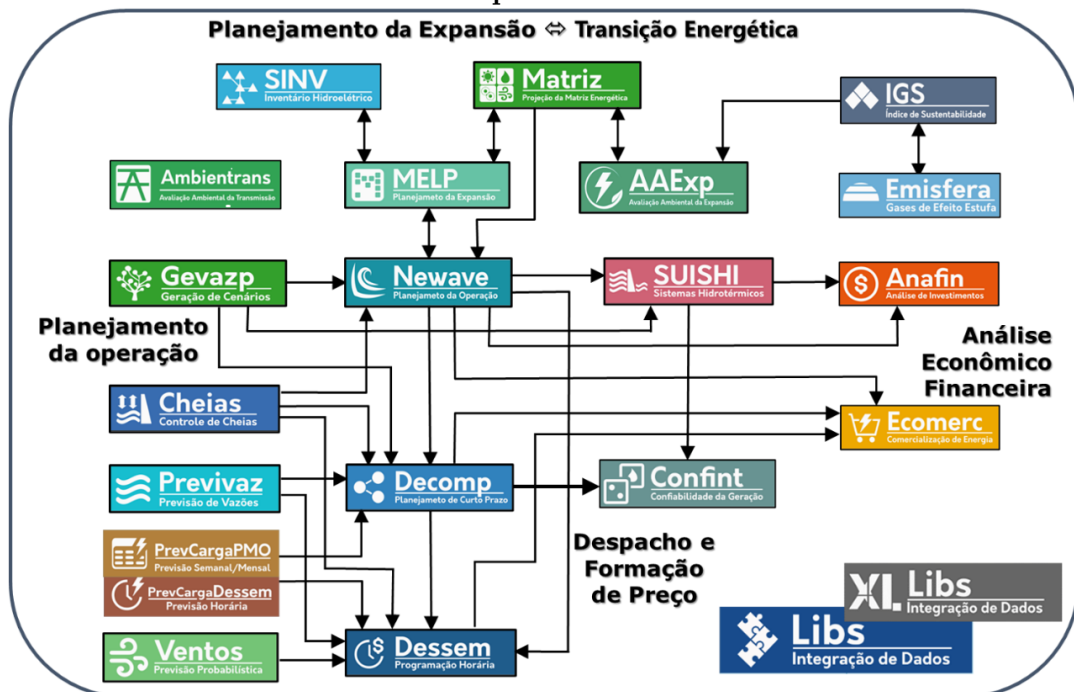 Planejamento da Expansão ⇔ Transição Energética
SINV
Inventário Hidroelétrico
Matriz
Projeção da Matriz Energética
IGS
Índice de Sustentabilidade
Ambientrans
Avaliação Ambiental da Transmissão
MELP
Planejameto da Expansão
AAExp
Avaliação Ambiental da Expansão
Emisfera
Gases de Efeito Estufa
Gevazp
Geração de Cenários
Newave
Planejameto da Operação
SUISHI
Sistemas Hidrotérmicos
Anafin
Análise de Investimentos
Planejamento
da operação
Análise
Econômico
Financeira
Cheias
Controle de Cheias
Ecomerc
Comercialização de Energia
Previvaz
Previsão de Vazões
Decomp
Planejameto de Curto Prazo
Confint
Confiabilidade da Geração
PrevCargaPMO
Previsão Semanal/Mensal
PrevCargaDessem
Previsão Horária
Despacho e
Formação
de Preço
XL Libs
Integração de Dados
Ventos
Previsão Probabilística
Dessem
Programação Horária
Libs
Integração de Dados